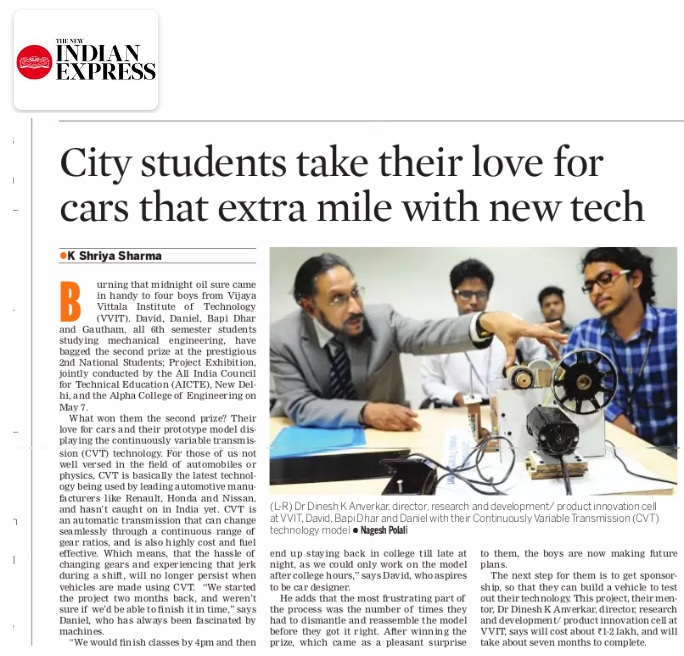 THE NEW
INDIAN
EXPRESS
City students take their love for
cars that extra mile with new tech
K Shriya Sharma
Burning that midnight oil sure came
in handy to four boys from Vijaya
Vittala Institute of Technology
(VVIT). David, Daniel, Bapi Dhar
and Gautham, all 6th semester students
studying mechanical engineering, have
bagged the second prize at the prestigious
2nd National Students; Project Exhibition,
jointly conducted by the All India Council
for Technical Education (AICTE), New Del-
hi, and the Alpha College of Engineering on
May 7.
What won them the second prize? Their
love for cars and their prototype model dis-
playing the continuously variable transmis-
sion (CVT) technology. For those of us not
well versed in the field of automobiles or
physics, CVT is basically the latest technol-
ogy being used by leading automotive manu-
facturers like Renault, Honda and Nissan,
and hasn't caught on in India yet. CVT is
an automatic transmission that can change
seamlessly through a continuous range of
gear ratios, and is also highly cost and fuel
effective. Which means, that the hassle of
changing gears and experiencing that jerk
during a shift, will no longer persist when
vehicles are made using CVT. “We started
the project two months back, and weren't
sure if we'd be able to finish it in time,” says
Daniel, who has always been fascinated by
machines.
“We would finish classes by 4pm and then
(L-R) Dr Dinesh K Anverkar, director, research and development/ product innovation cell
at VVIT, David, Bapi Dhar and Daniel with their Continuously Variable Transmission (CVT)
technology model ● Nagesh Polali
end up staying back in college till late at
night, as we could only work on the model
after college hours,” says David, who aspires
to be car designer.
He adds that the most frustrating part of
the process was the number of times they
had to dismantle and reassemble the model
before they got it right. After winning the
prize, which came as a pleasant surprise
to them, the boys are now making future
plans.
The next step for them is to get sponsor-
ship, so that they can build a vehicle to test
out their technology. This project, their men-
tor, Dr Dinesh K Anverkar, director, research
and development/ product innovation cell at
VVIT, says will cost about ₹1-2 lakh, and will
take about seven months to complete.